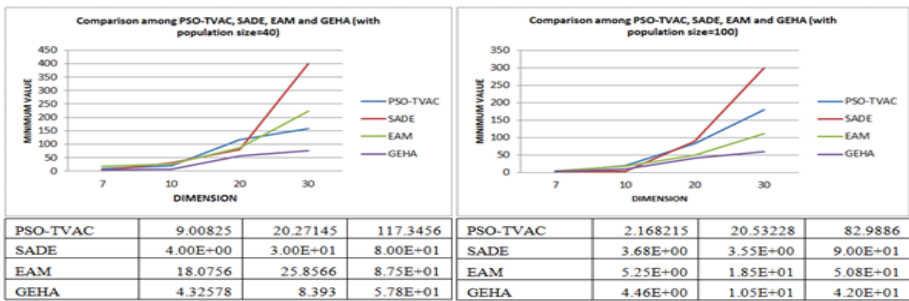 Comparison among PSO-TVAC, SADE, EAM and GEHA (with
population size=40)
450
400
350
300
250
200
150
100
50
0
MINIMUM VALUE
7 10 20 30
DIMENSION
PSO-TVAC
SADE
EAM
GEHA
PSO-TVAC 9.00825 20.27145 117.3456
SADE 4.00E+00 3.00E+01 8.00E+01
EAM 18.0756 25.8566 8.75E+01
GEHA 4.32578 8.393 5.78E+01
Comparison among PSO-TVAC, SADE, EAM and GEHA (with
population size=100)
350
300
250
200
150
100
50
0
MINIMUM VALUE
7 10 20 30
DIMENSION
PSO-TVAC
SADE
EAM
GEHA
PSO-TVAC 2.168215 20.53228 82.9886
SADE 3.68E+00 3.55E+00 9.00E+01
EAM 5.25E+00 1.85E+01 5.08E+01
GEHA 4.46E+00 1.05E+01 4.20E+01